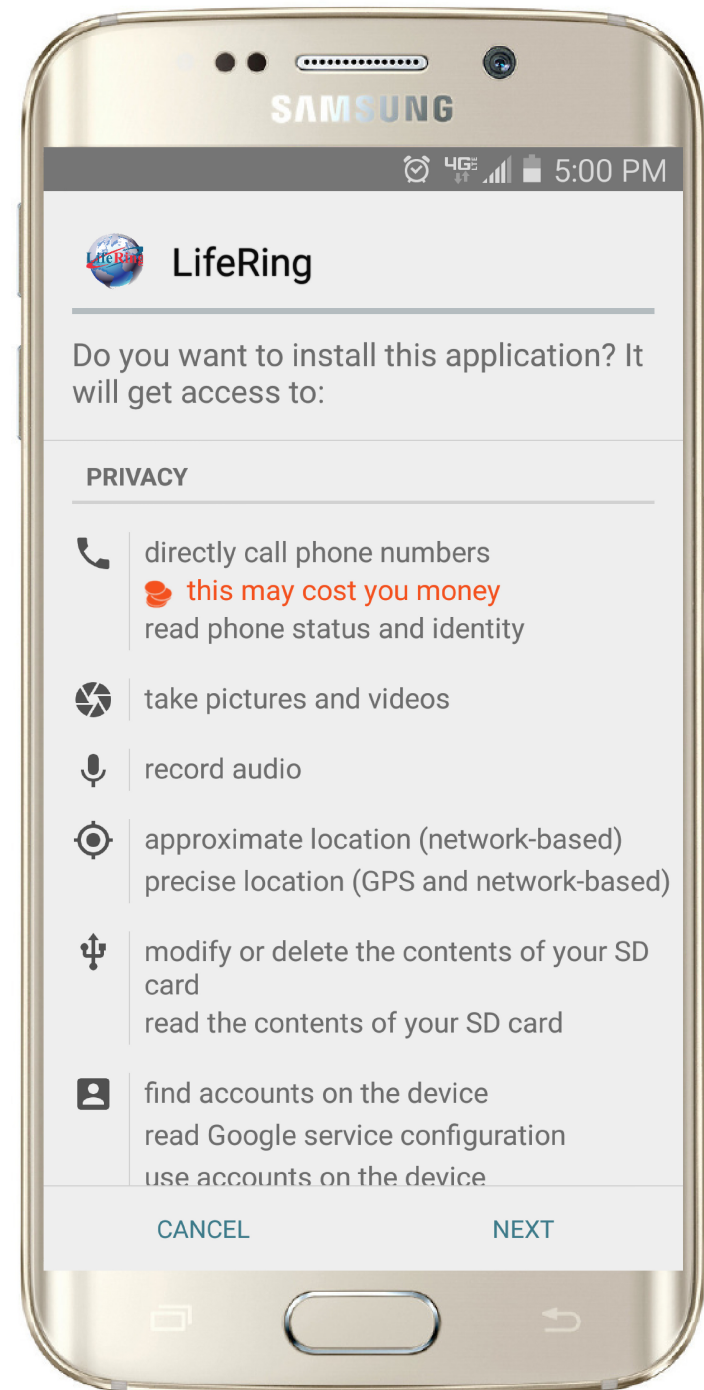 SAMSUNG
4GE 5:00 PM
LifeRing
LifeRing
Do you want to install this application? It
will get access to:
PRIVACY
directly call phone numbers
this may cost you money
read phone status and identity
take pictures and videos
record audio
approximate location (network-based)
precise location (GPS and network-based)
modify or delete the contents of your SD
card
read the contents of your SD card
find accounts on the device
read Google service configuration
use accounts on the device
CANCEL NEXT